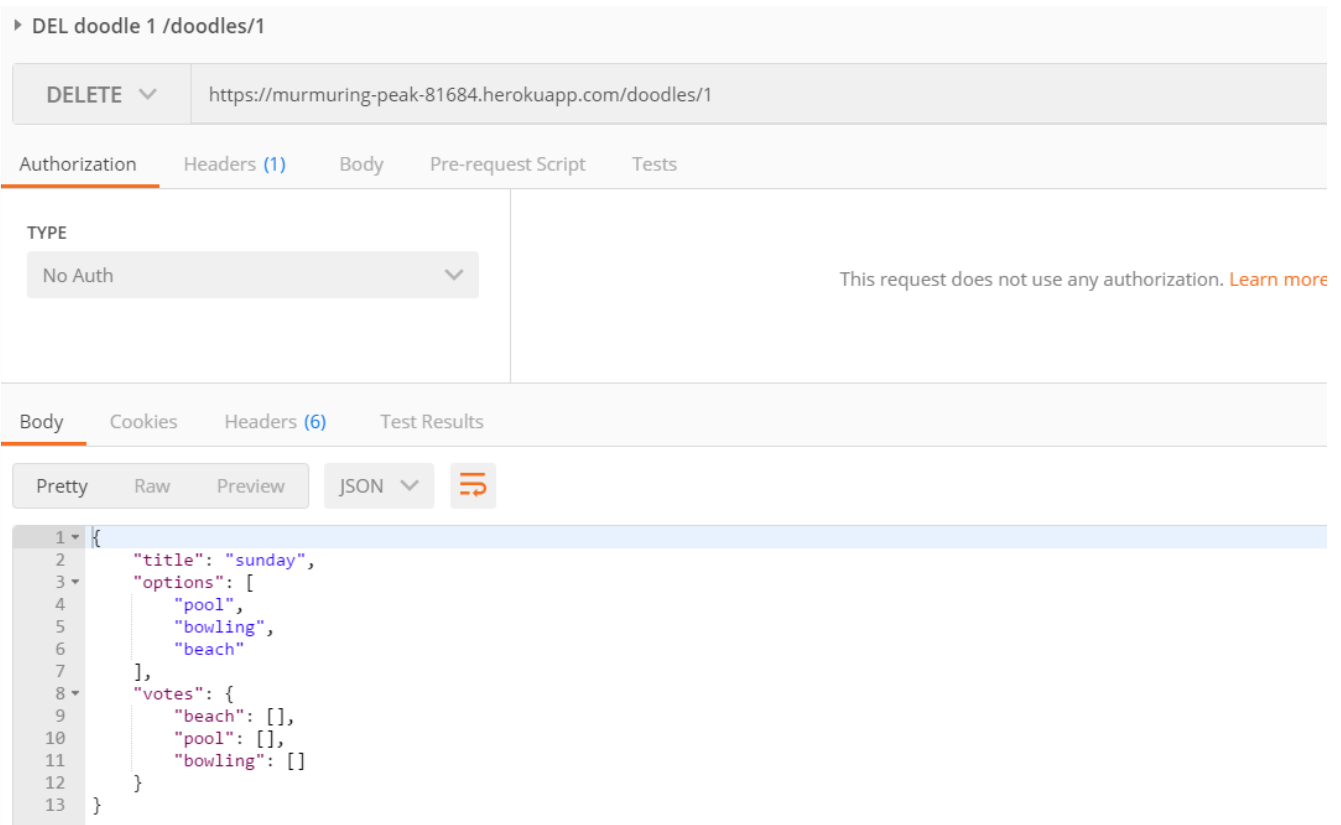 DEL doodle 1 /doodles/1
DELETE https://murmuring-peak-81684.herokuapp.com/doodles/1
Authorization Headers (1) Body Pre-request Script Tests
TYPE
No Auth
This request does not use any authorization. Learn more
Body Cookies Headers (6) Test Results
Pretty Raw Preview JSON
1 {
2 "title": "sunday",
3 "options": [
4 "pool",
5 "bowling",
6 "beach"
7 ],
8 "votes": {
9 "beach": [],
10 "pool": [],
11 "bowling": []
12 }
13 }